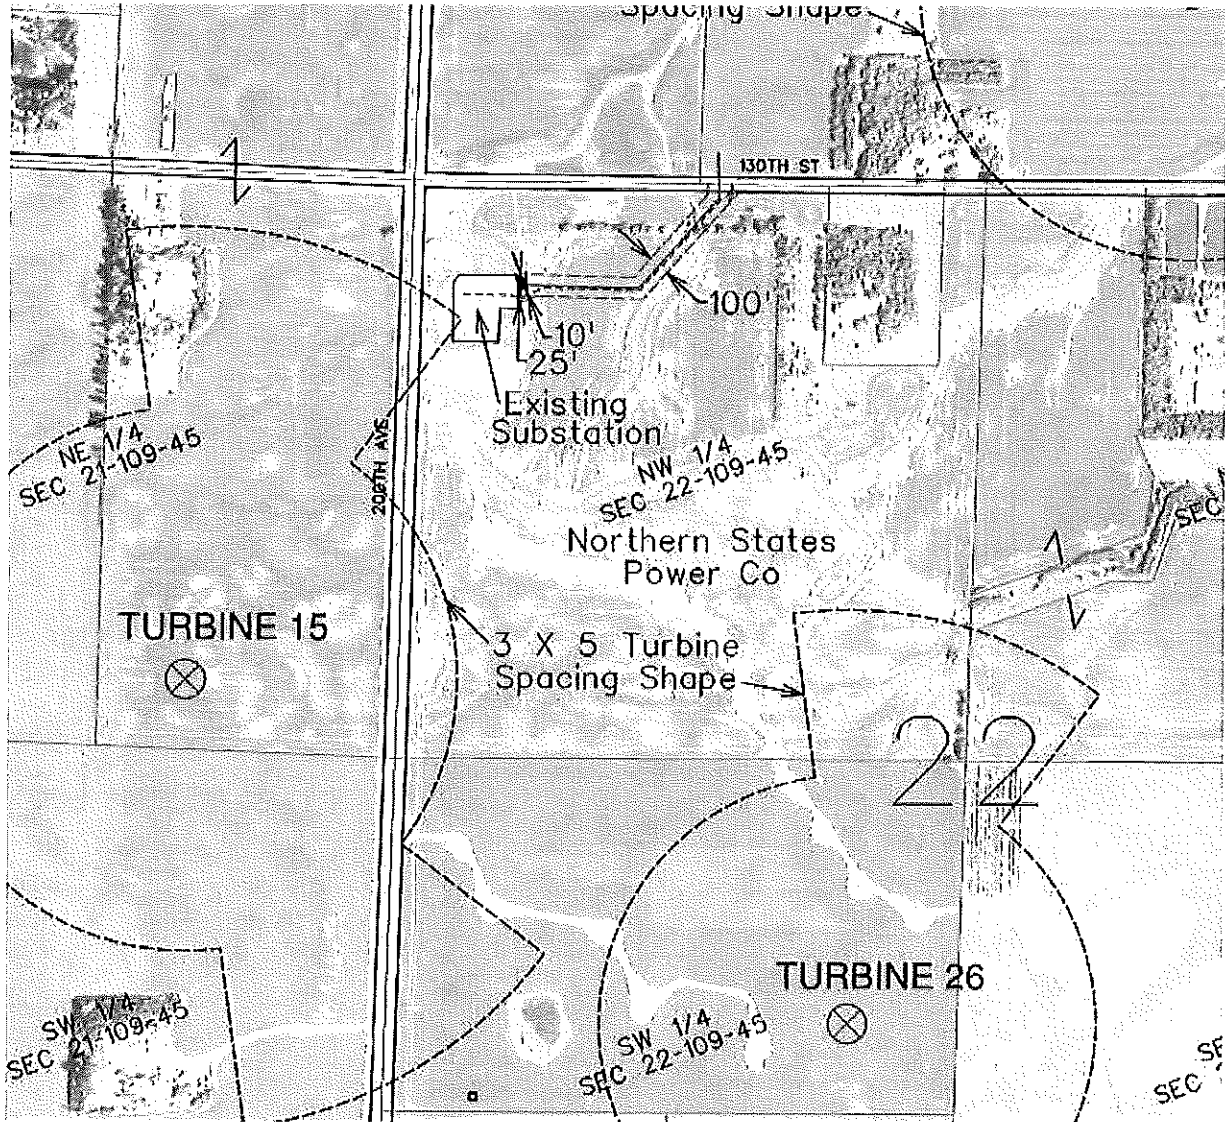 Spacing Shape
130TH ST
100'
10'
25'
Existing
Substation
NE 1/4
SEC 21-109-45
200TH AVE
NW 1/4
SEC 22-109-45
SEC
Northern States
Power Co
TURBINE 15
3 X 5 Turbine
Spacing Shape
22
TURBINE 26
SW 1/4
SEC 21-109-45
SW 1/4
SEC 22-109-45
SE
SEC